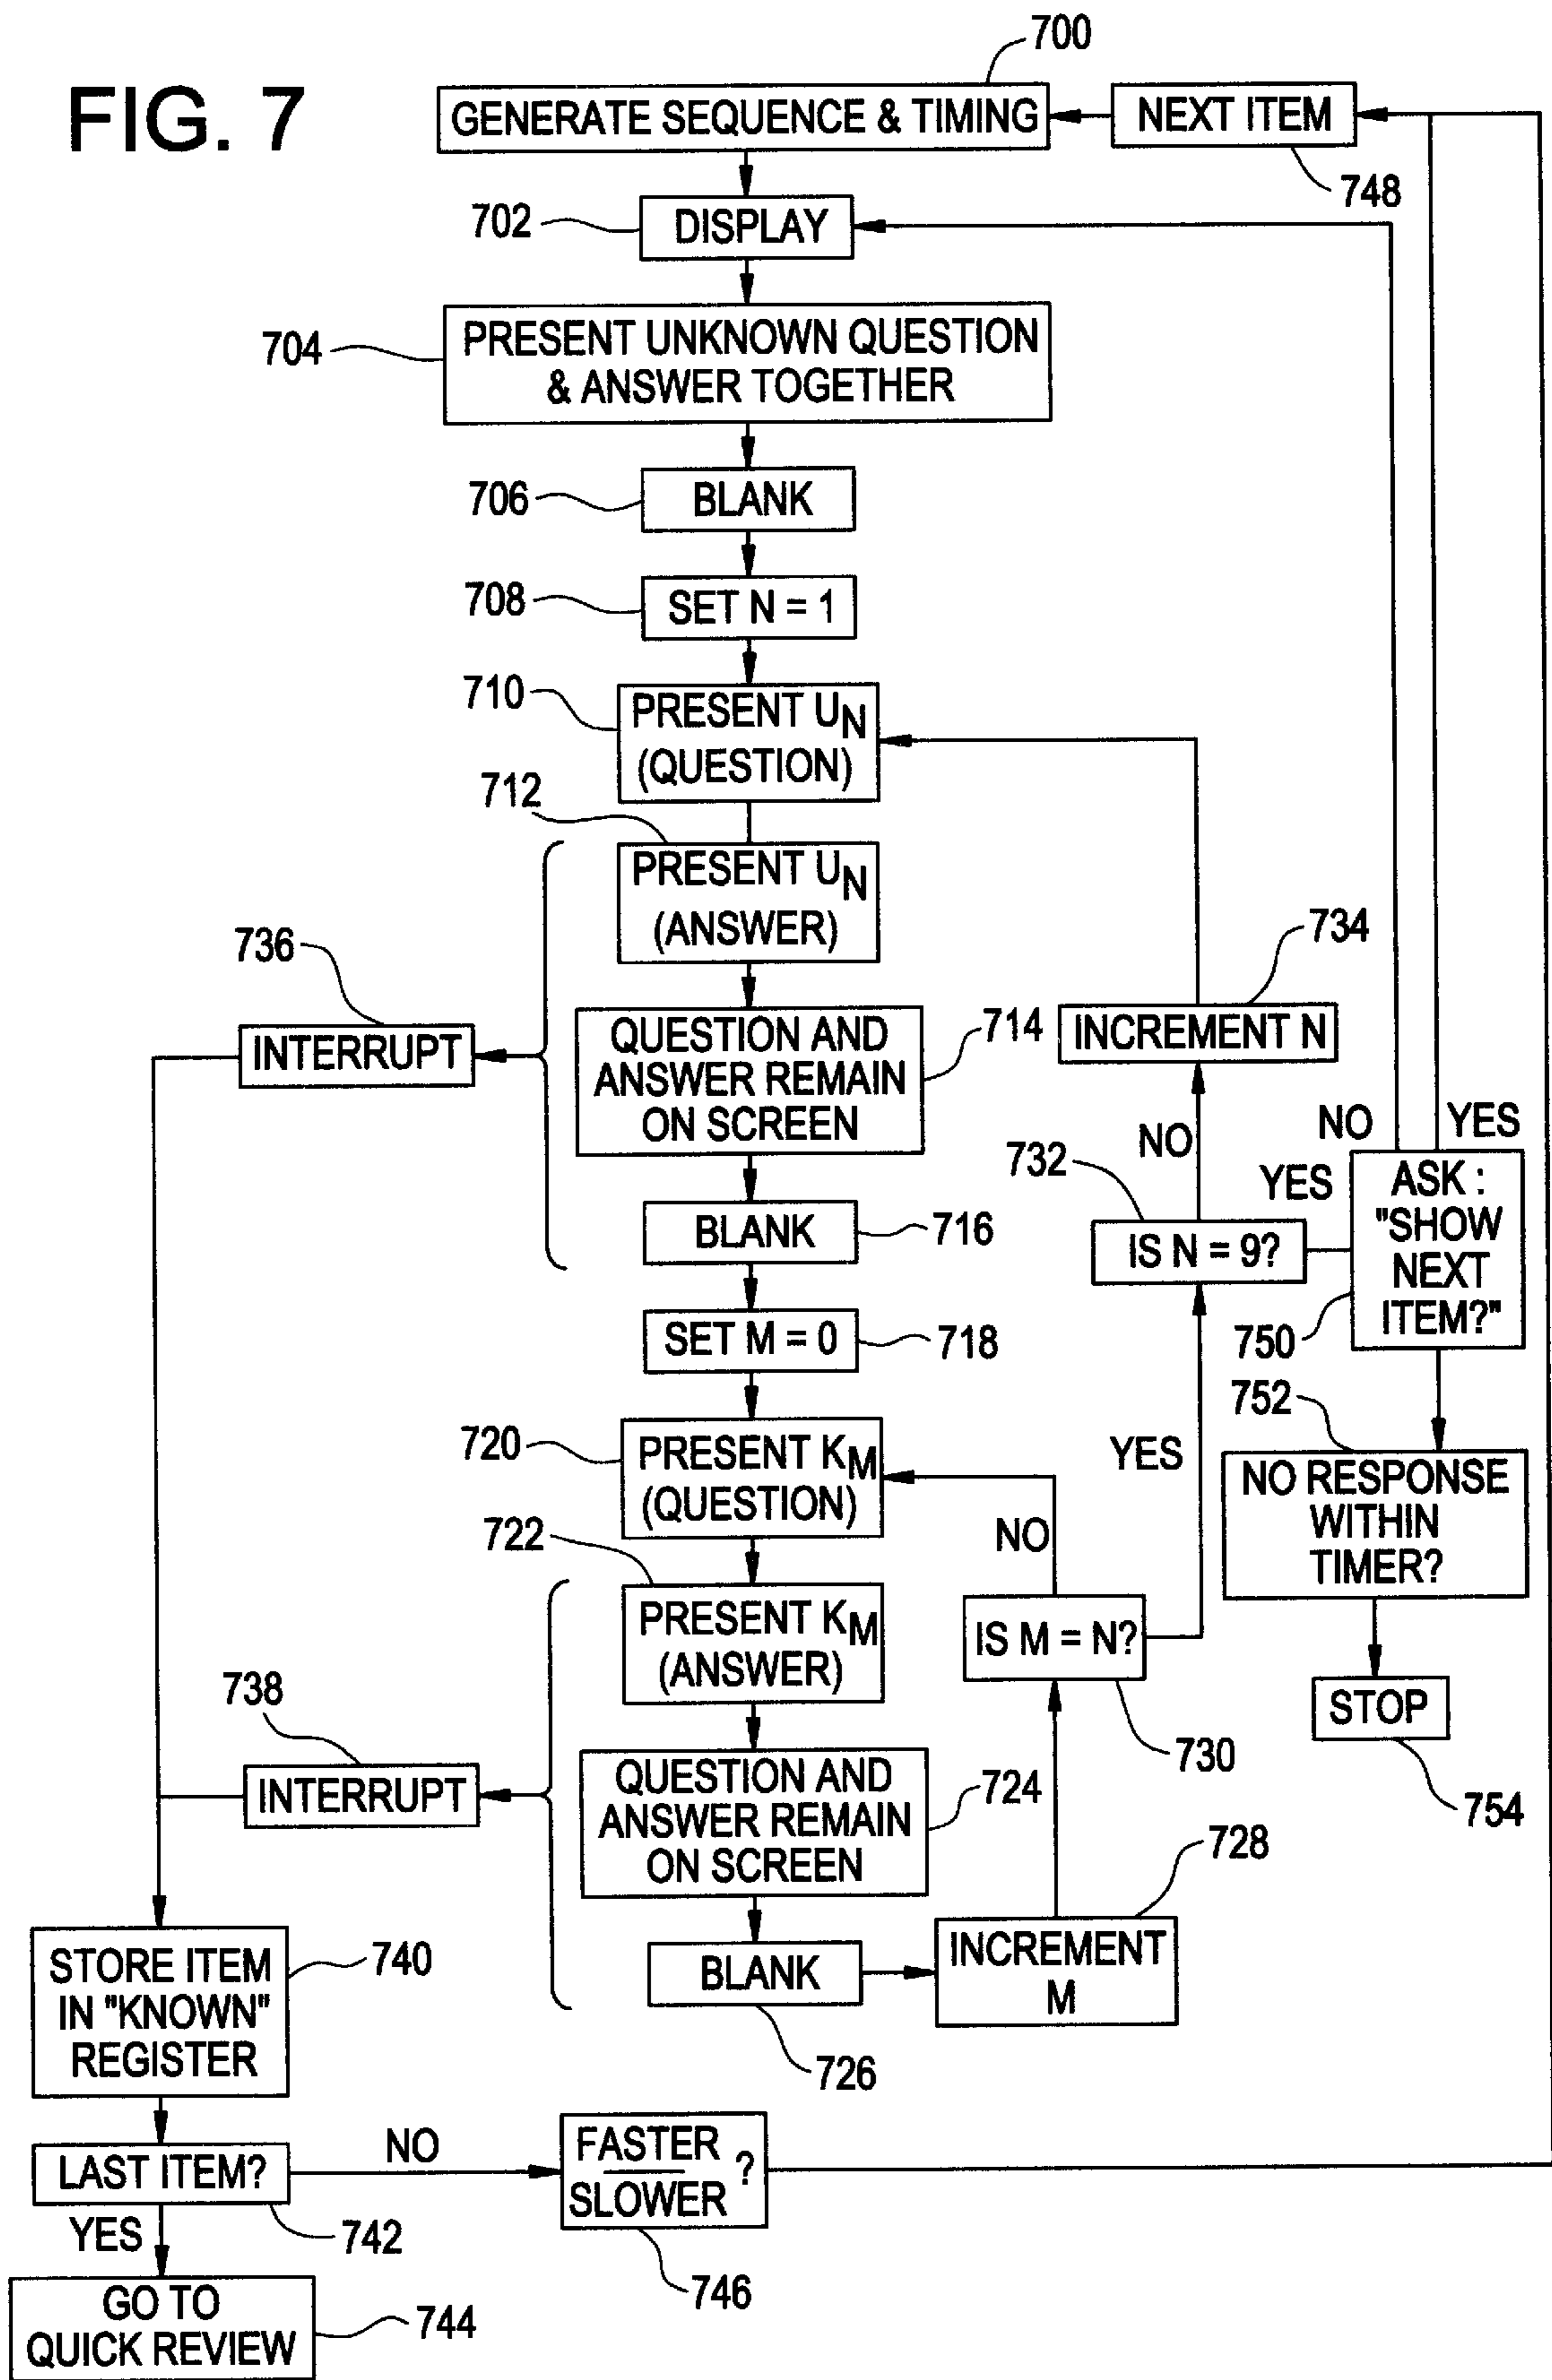 FIG. 7
700
GENERATE SEQUENCE & TIMING
NEXT ITEM
748
702
DISPLAY
704
PRESENT UNKNOWN QUESTION
& ANSWER TOGETHER
706
BLANK
708
SET N = 1
710
PRESENT UN
(QUESTION)
712
PRESENT UN
(ANSWER)
736
INTERRUPT
QUESTION AND
ANSWER REMAIN
ON SCREEN
714
734
INCREMENT N
NO
732
IS N = 9?
YES
NO
YES
ASK :
"SHOW
NEXT
ITEM?"
750
BLANK
716
SET M = 0
718
752
NO RESPONSE
WITHIN
TIMER?
STOP
754
720
PRESENT KM
(QUESTION)
722
PRESENT KM
(ANSWER)
NO
YES
IS M = N?
730
738
INTERRUPT
QUESTION AND
ANSWER REMAIN
ON SCREEN
724
728
BLANK
726
INCREMENT
M
STORE ITEM
IN "KNOWN"
REGISTER
740
LAST ITEM?
742
NO
YES
FASTER
SLOWER
?
746
GO TO
QUICK REVIEW
744